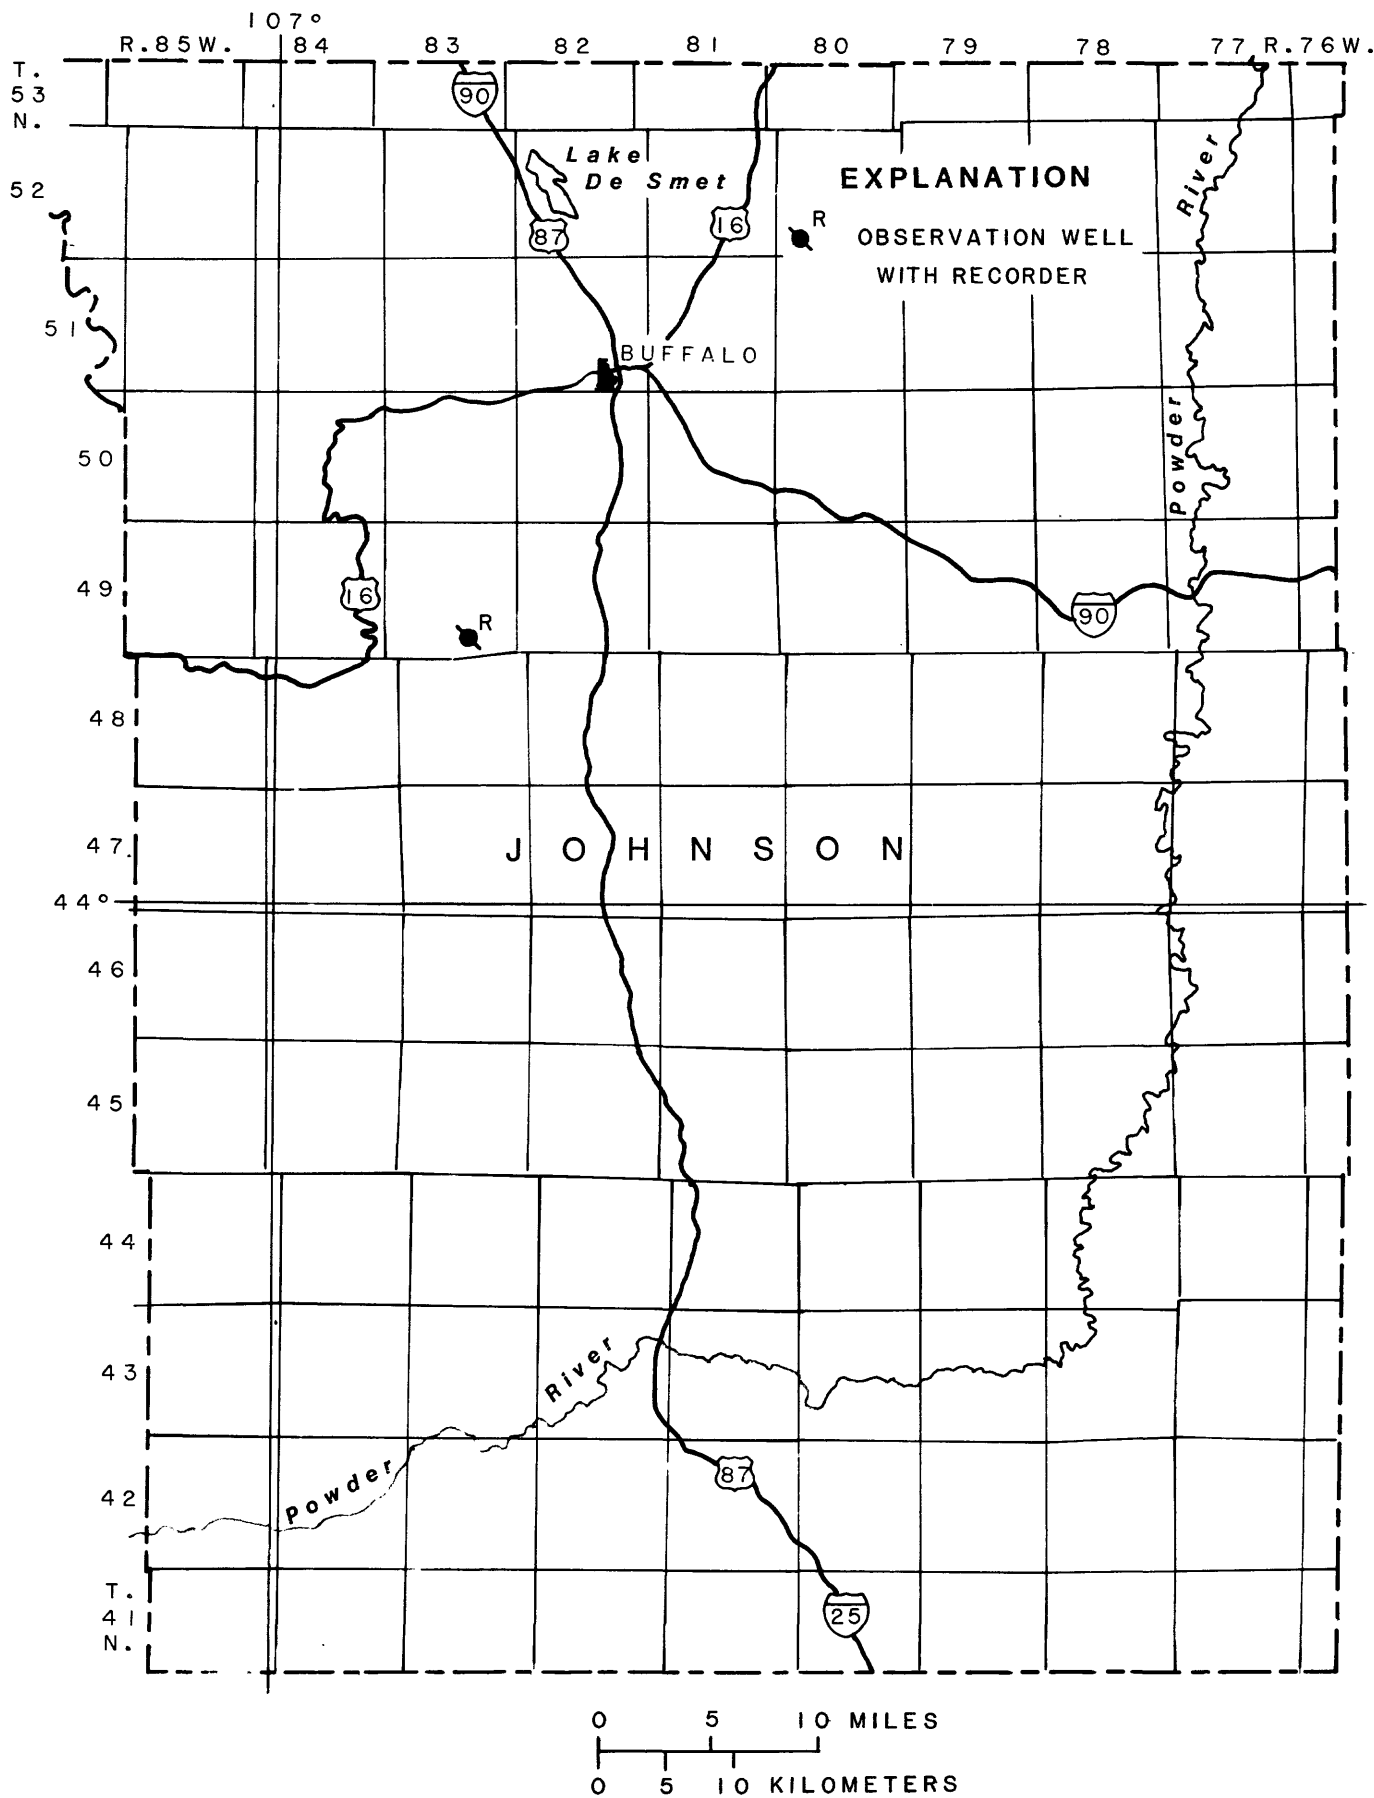 107°
R.85W. 84 83 82 81 80 79 78 77 R.76W.
T.
53
N.
90
Lake
De Smet
EXPLANATION
R
OBSERVATION WELL
WITH RECORDER
River
52
87
16
51
BUFFALO
Powder
50
49
16
R
90
48
47
JOHNSON
44°
46
45
44
43
River
Powder
87
42
T.
41
N.
25
0 5 10 MILES
0 5 10 KILOMETERS